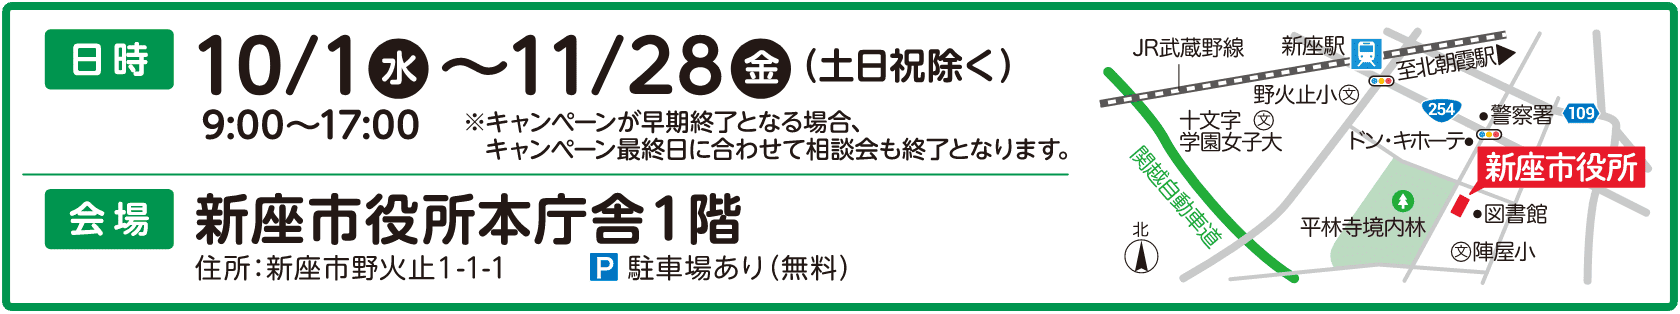 日時
10/1水〜11/28金（土日祝除く）
9:00〜17:00
※キャンペーンが早期終了となる場合、
キャンペーン最終日に合わせて相談会も終了となります。
会場
新座市役所本庁舎1階
住所：新座市野火止1-1-1
P 駐車場あり（無料）
JR武蔵野線
新座駅
至北朝霞駅
野火止小文
十文字
学園女子大
文
254
警察署
109
ドン・キホーテ
新座市役所
関越自動車道
図書館
平林寺境内林
文陣屋小
北